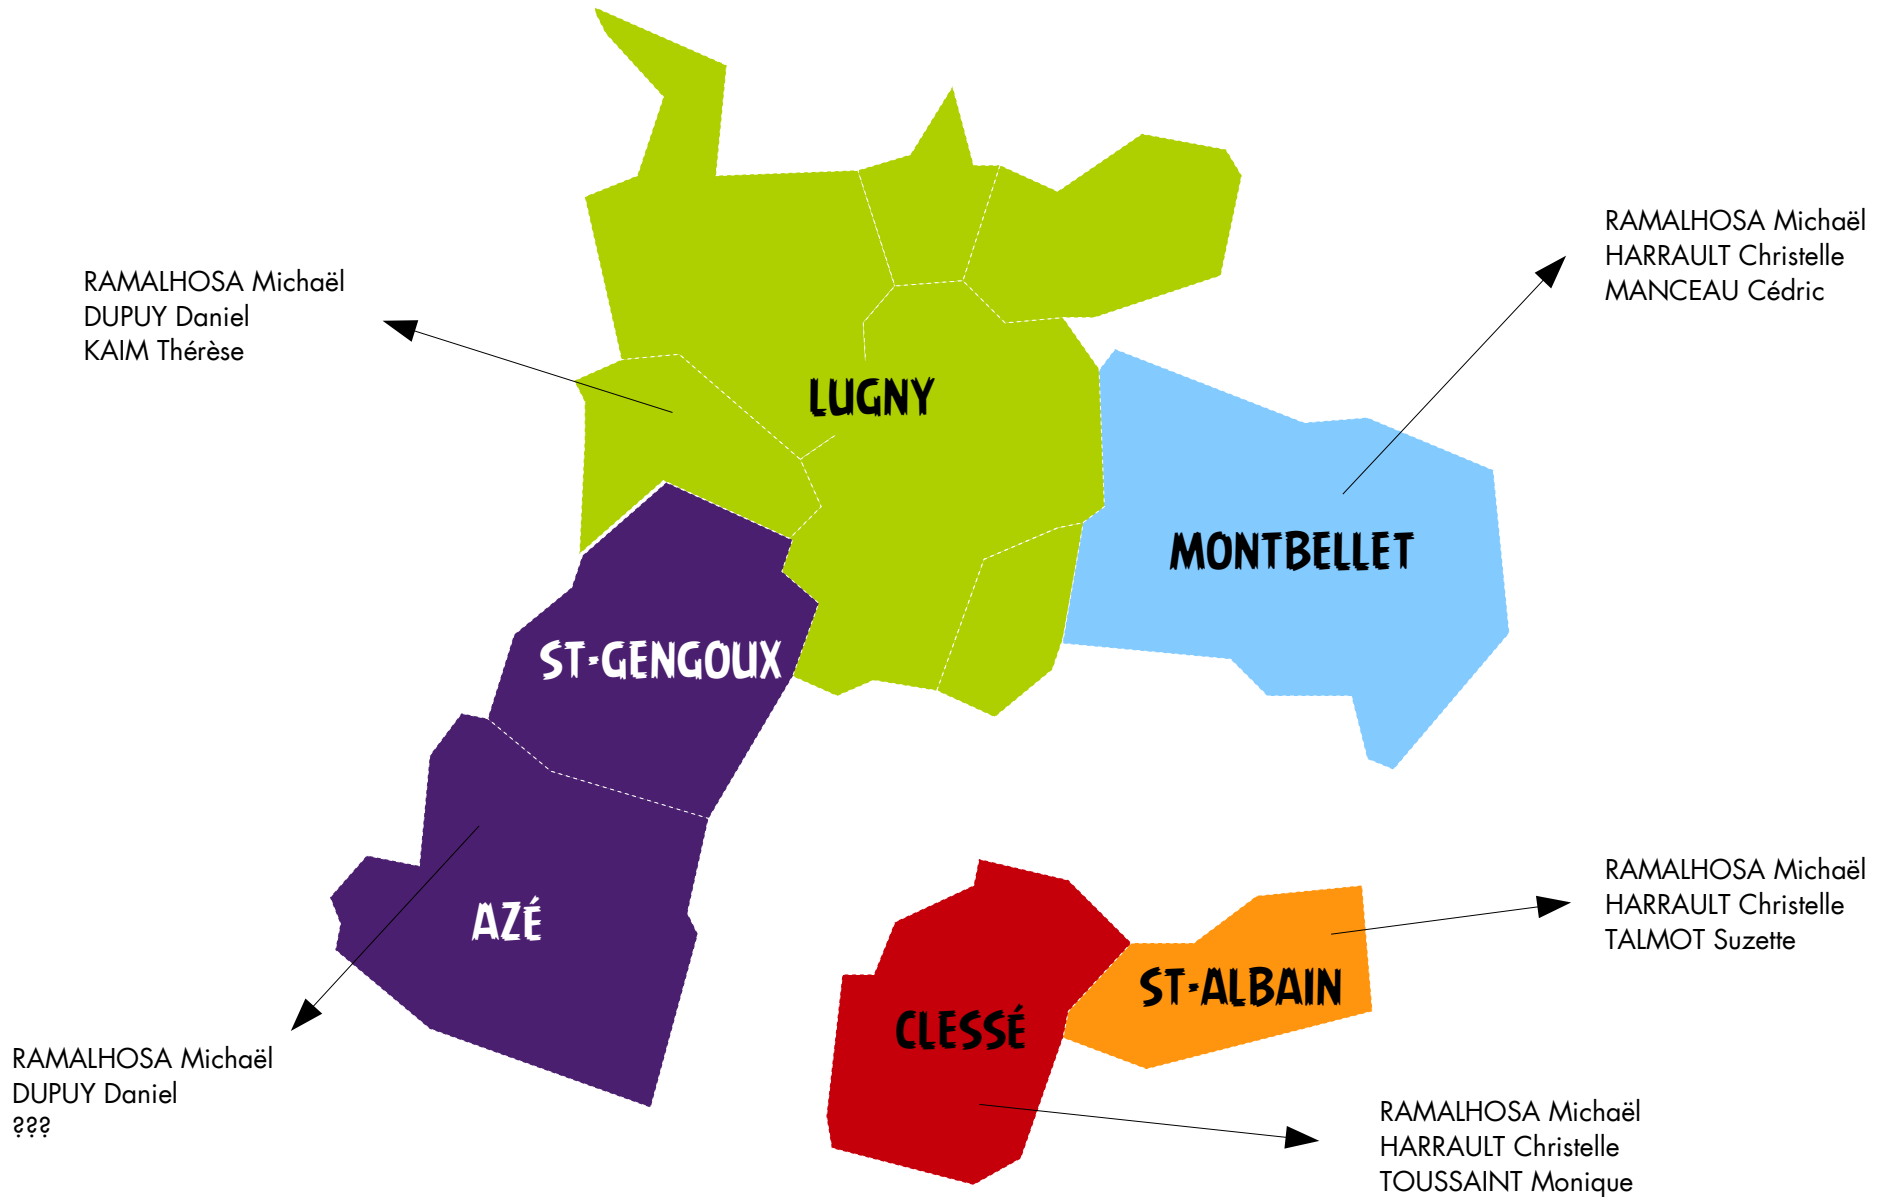 RAMALHOSA Michaël
HARRAULT Christelle
MANCEAU Cédric
RAMALHOSA Michaël
DUPUY Daniel
KAIM Thérèse
LUGNY
MONTBELLET
ST-GENGOUX
AZÉ
RAMALHOSA Michaël
HARRAULT Christelle
TALMOT Suzette
ST-ALBAIN
CLESSÉ
RAMALHOSA Michaël
DUPUY Daniel
???
RAMALHOSA Michaël
HARRAULT Christelle
TOUSSAINT Monique